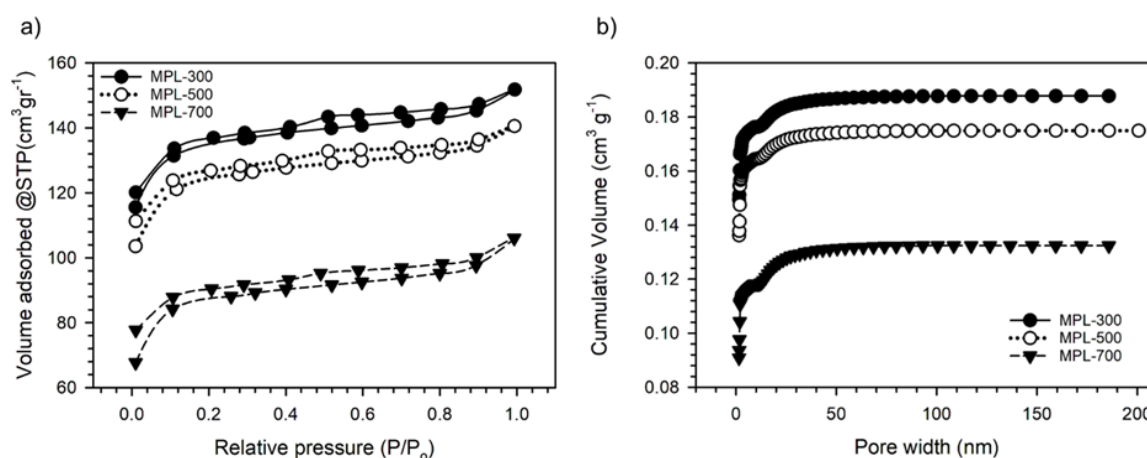 a)
Volume adsorbed @STP(cm³gr⁻¹)
160
140
120
100
80
60
MPL-300
MPL-500
MPL-700
0.0 0.2 0.4 0.6 0.8 1.0
Relative pressure (P/Pₒ)
b)
Cumulative Volume (cm³ g⁻¹)
0.20
0.18
0.16
0.14
0.12
0.10
0.08
MPL-300
MPL-500
MPL-700
0 50 100 150 200
Pore width (nm)